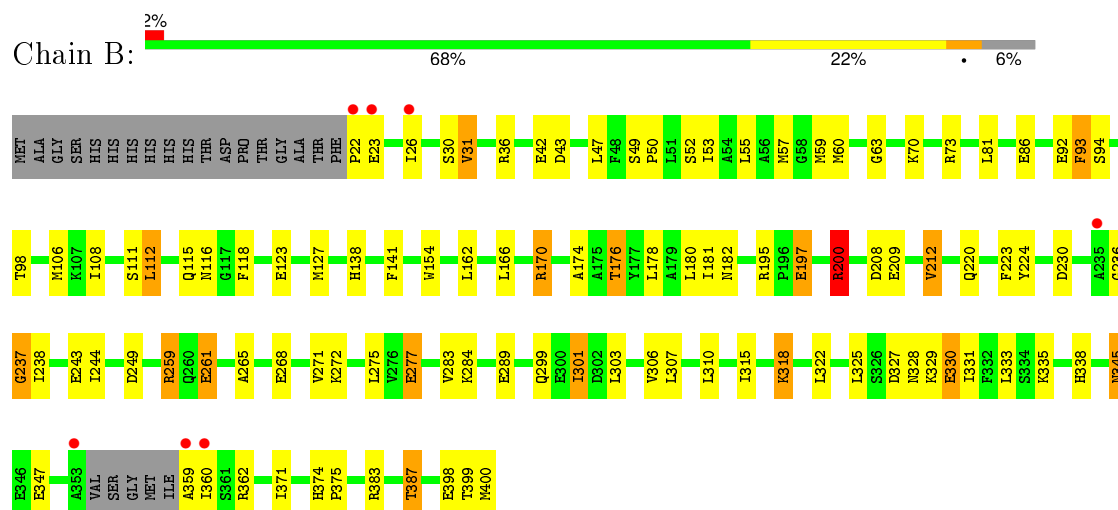 2%
Chain B:
68% 22% • 6%
MET ALA GLY SER HIS HIS HIS HIS HIS HIS THR ASP PRO THR GLY ALA THR PHE P22 E23 I26 S30 V31 R36 E42 D43 L47 F48 S49 P50 L51 S52 I53 A54 L55 A56 M57 G58 M59 M60 G63 K70 R73 L81 E86 E92 F93 S94
T98 M106 K107 I108 S111 L112 Q115 N116 G117 F118 E123 M127 H138 F141 W154 L162 L166 R170 A174 A175 T176 Y177 L178 A179 L180 I181 N182 R195 P196 E197 R200 D208 E209 V212 Q220 F223 Y224 D230 A235 G236
G237 I238 E243 I244 D249 R259 Q260 E261 A265 E268 V271 K272 L275 V276 E277 V283 K284 E289 Q299 E300 I301 D302 L303 V306 L307 L310 I315 K318 L322 L325 S326 D327 N328 K329 E330 I331 F332 L333 S334 K335 H338 N345
E346 E347 A353 VAL SER GLY MET ILE A359 I360 S361 R362 I371 H374 P375 R383 T387 E398 T399 M400